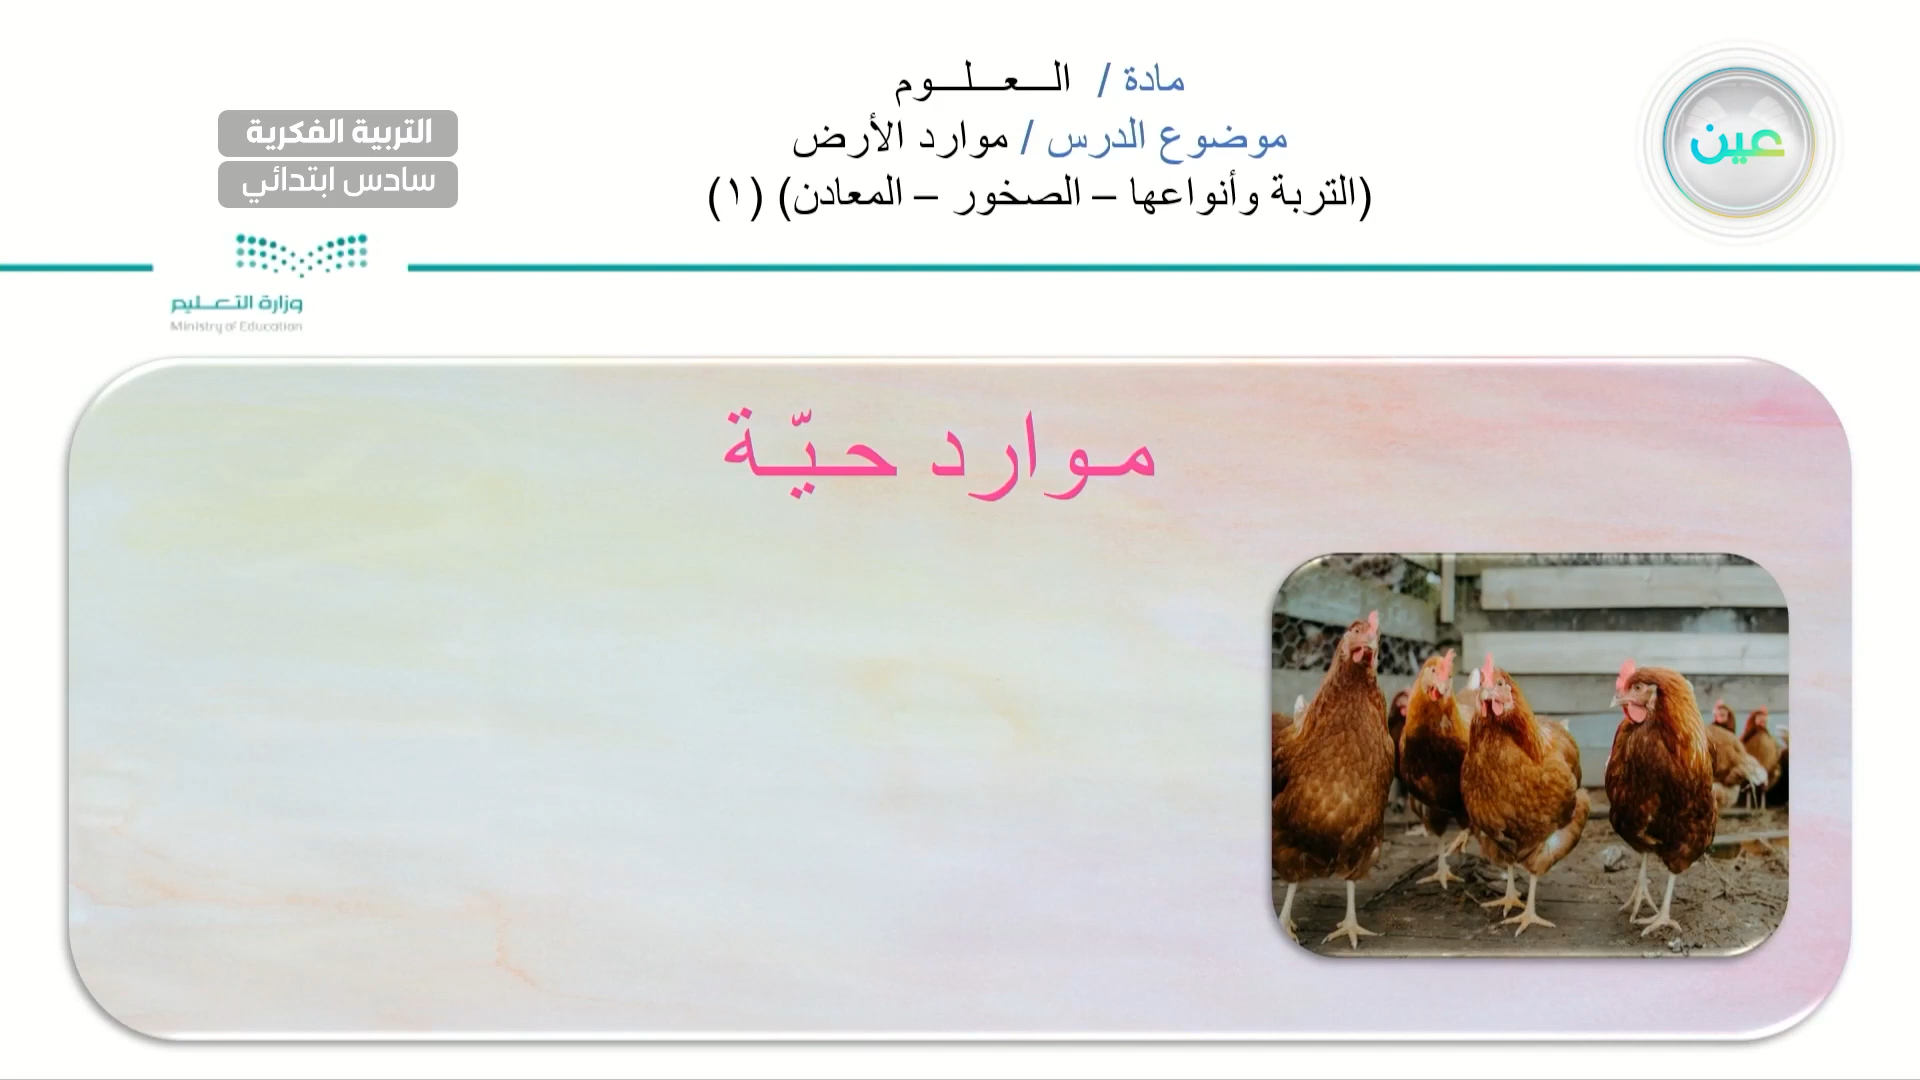 مادة / العلوم
موضوع الدرس / موارد الأرض
(التربة وأنواعها – الصخور – المعادن) (١)
عين
التربية الفكرية
سادس ابتدائي
وزارة التعليم
Ministry of Education
موارد حيّة